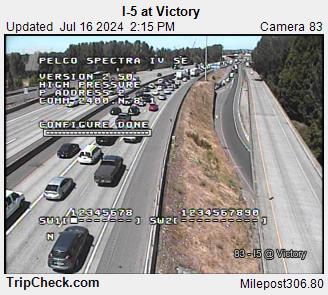 I-5 at Victory
Updated Jul 16 2024 2:15 PM
Camera 83
PELCO SPECTRA IV SE
VERSION 2.50
HIGH PRESSURE
ADDRESS 2
COMM 2400,N,8,1
CONFIGURE DONE
12345678 1234567890
SW1 SW2
N
83 - I5 @ Victory
TripCheck.com
Milepost306.80